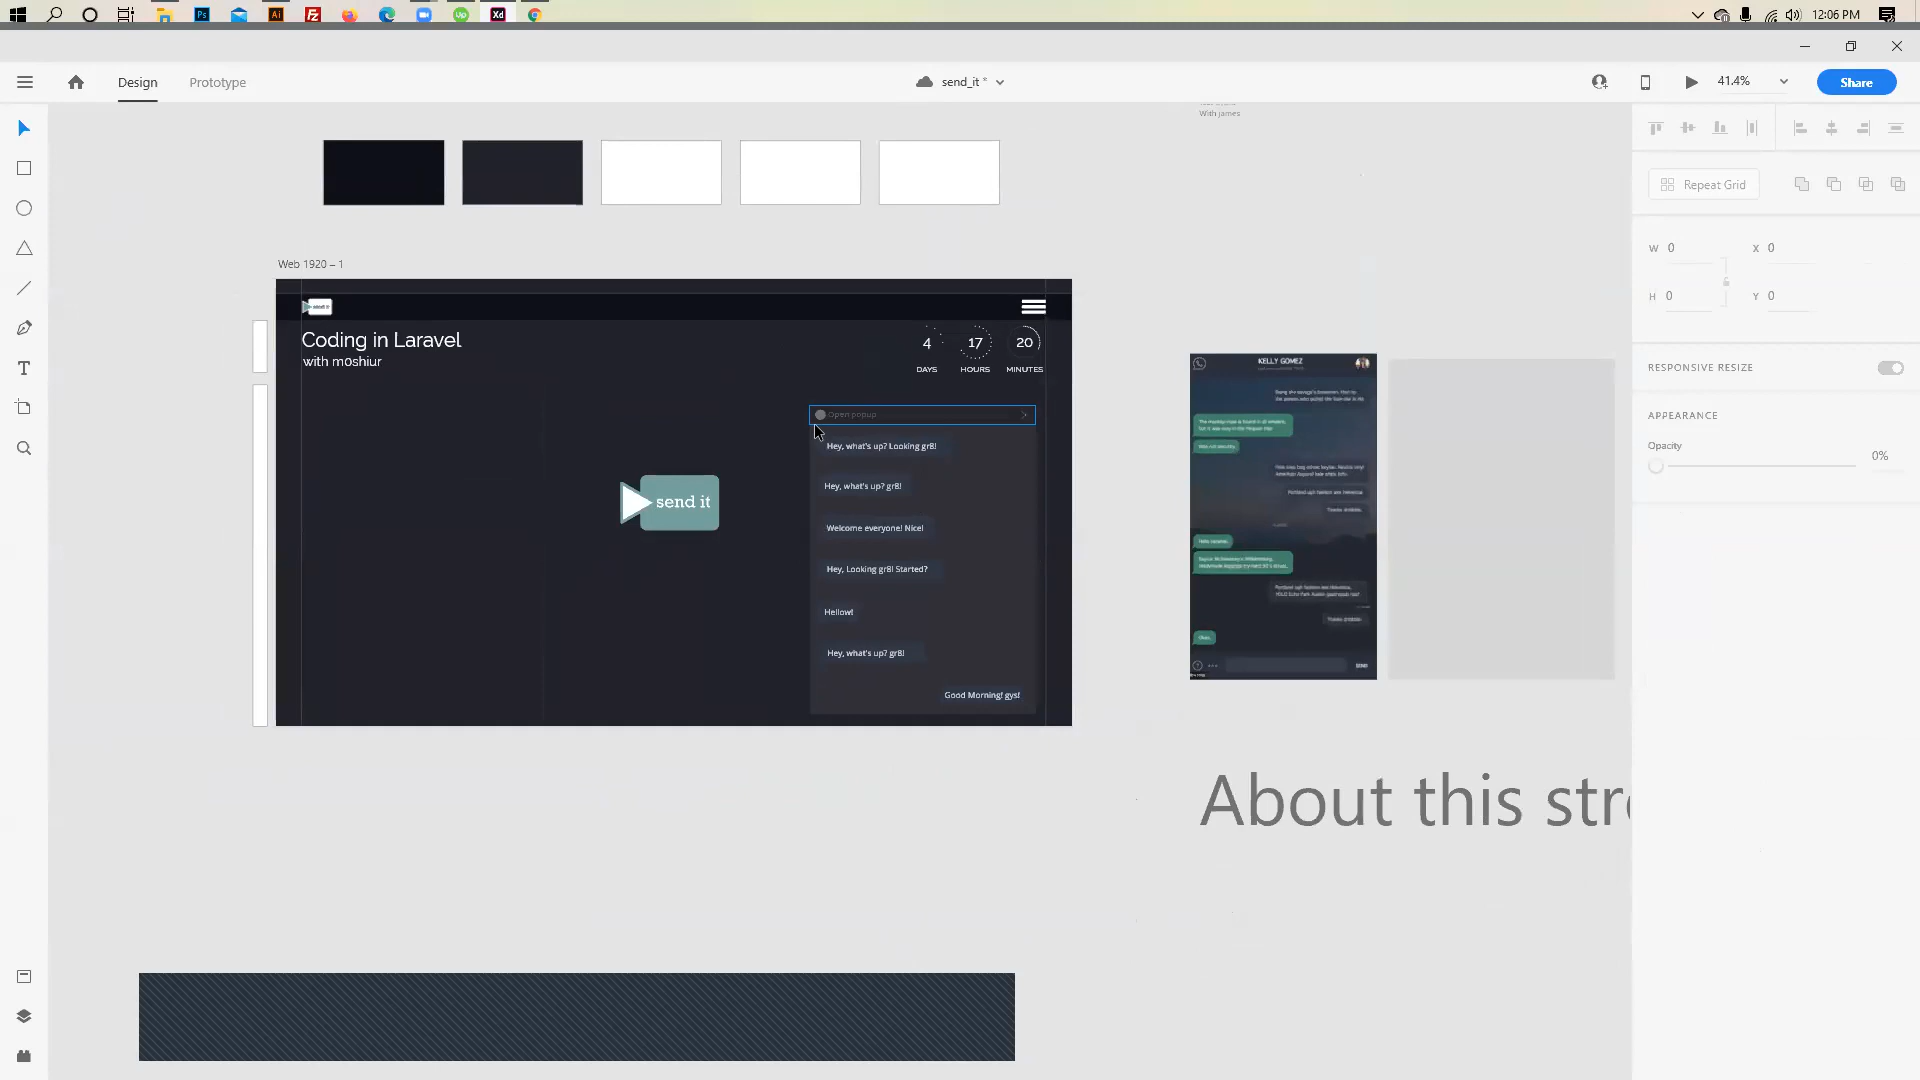 12:06 PM
Design
Prototype
send_it *
41.4%
Share
With james
Repeat Grid
W 0
X 0
H 0
Y 0
RESPONSIVE RESIZE
APPEARANCE
Opacity
0%
Web 1920 – 1
Coding in Laravel
with m0shiur
4
17
20
DAYS
HOURS
MINUTES
Open popup
Hey, what's up? Looking gr8!
Hey, what's up? gr8!
Welcome everyone! Nice!
Hey, Looking gr8! Started?
Hellow!
Hey, what's up? gr8!
Good Morning! gys!
send it
KELLY GOMEZ
SEND
About this str